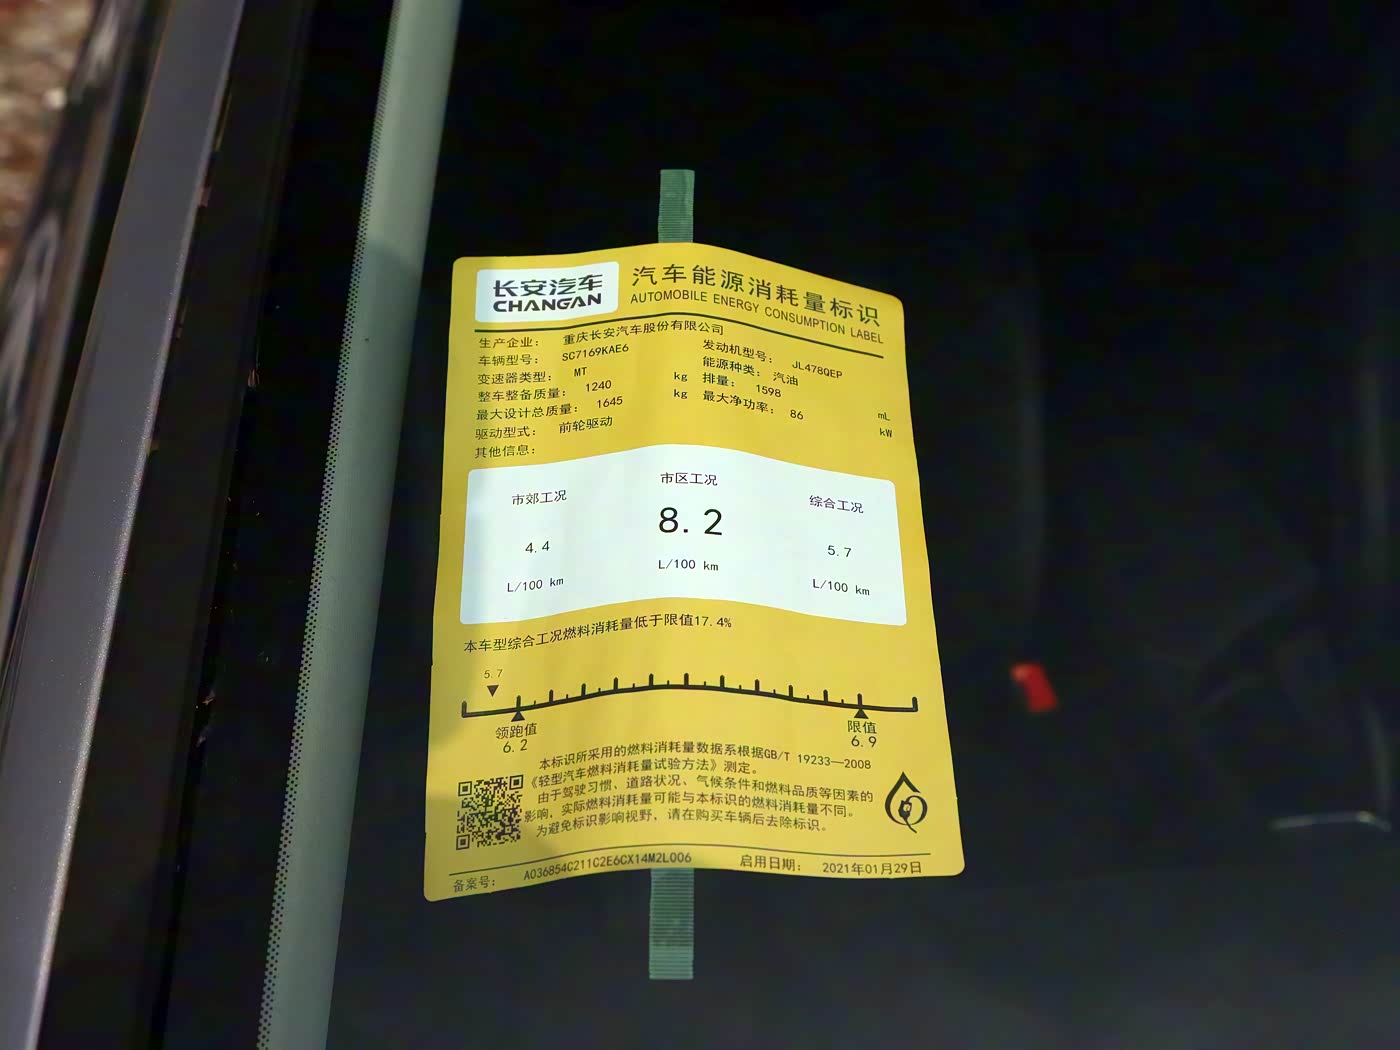 长安汽车
CHANGAN
汽车能源消耗量标识
AUTOMOBILE ENERGY CONSUMPTION LABEL
生产企业： 重庆长安汽车股份有限公司
车辆型号： SC7169KAE6 发动机型号： JL478QEP
变速器类型： MT 能源种类： 汽油
整车整备质量： 1240 kg 排量： 1598 mL
最大设计总质量： 1645 kg 最大净功率： 86 kW
驱动型式： 前轮驱动
其他信息：
市郊工况 市区工况 综合工况
4.4 8.2 5.7
L/100 km L/100 km L/100 km
本车型综合工况燃料消耗量低于限值17.4%
5.7
领跑值 限值
6.2 6.9
本标识所采用的燃料消耗量数据系根据GB/T 19233—2008
《轻型汽车燃料消耗量试验方法》测定。
由于驾驶习惯、道路状况、气候条件和燃料品质等因素的
影响，实际燃料消耗量可能与本标识的燃料消耗量不同。
为避免标识影响视野，请在购买车辆后去除标识。
备案号： A036854C211C2E6CX14M2L006 启用日期： 2021年01月29日